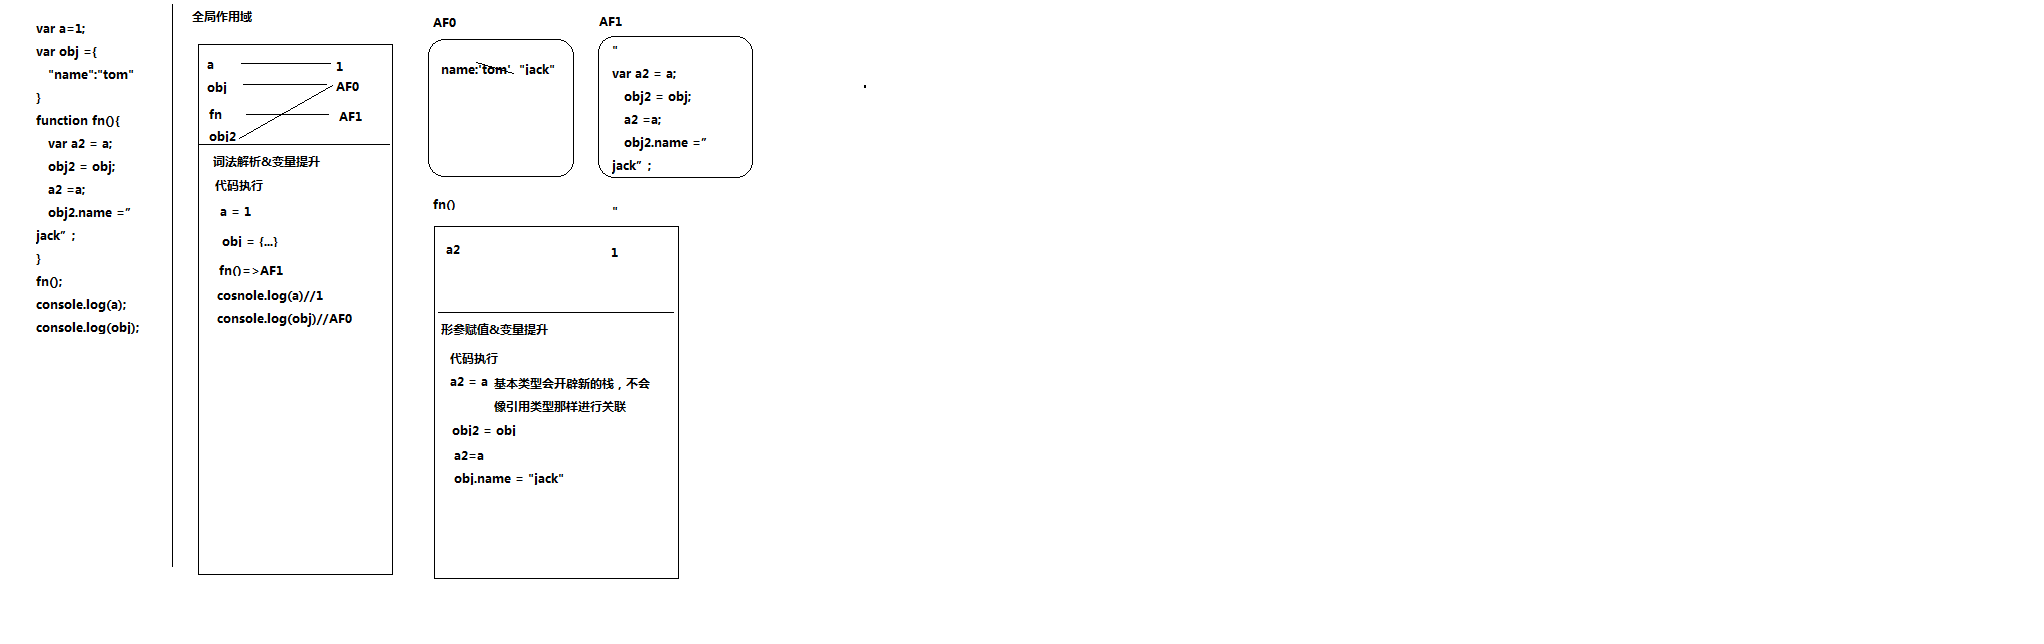 var a=1;
var obj ={
"name":"tom"
}
function fn(){
var a2 = a;
obj2 = obj;
a2 =a;
obj2.name =”
jack” ;
}
fn();
console.log(a);
console.log(obj);
全局作用域
a 1
obj AF0
fn AF1
obj2
词法解析&变量提升
代码执行
a = 1
obj = {...}
fn()=>AF1
cosnole.log(a)//1
console.log(obj)//AF0
AF0
name:'tom' "jack"
AF1
"
var a2 = a;
obj2 = obj;
a2 =a;
obj2.name =”
jack” ;
"
fn()
a2 1
形参赋值&变量提升
代码执行
a2 = a 基本类型会开辟新的栈，不会
像引用类型那样进行关联
obj2 = obj
a2=a
obj.name = "jack"